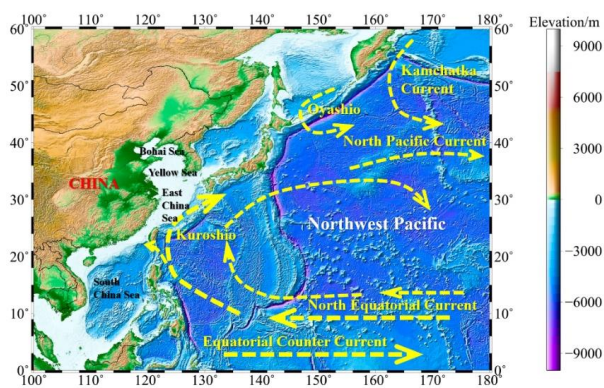 100° 110° 120° 130° 140° 150° 160° 170° 180°
Elevation/m
60° 60°
9000
Kamchatka
Current
50° 50°
6000
Oyashio
North Pacific Current
40° 40°
Bohai Sea
3000
CHINA
Yellow Sea
30° 30°
East
China
Sea
0
Northwest Pacific
Kuroshio
20° 20°
-3000
South
China Sea
North Equatorial Current
10° 10°
-6000
Equatorial Counter Current
0° 0°
-9000
100° 110° 120° 130° 140° 150° 160° 170° 180°